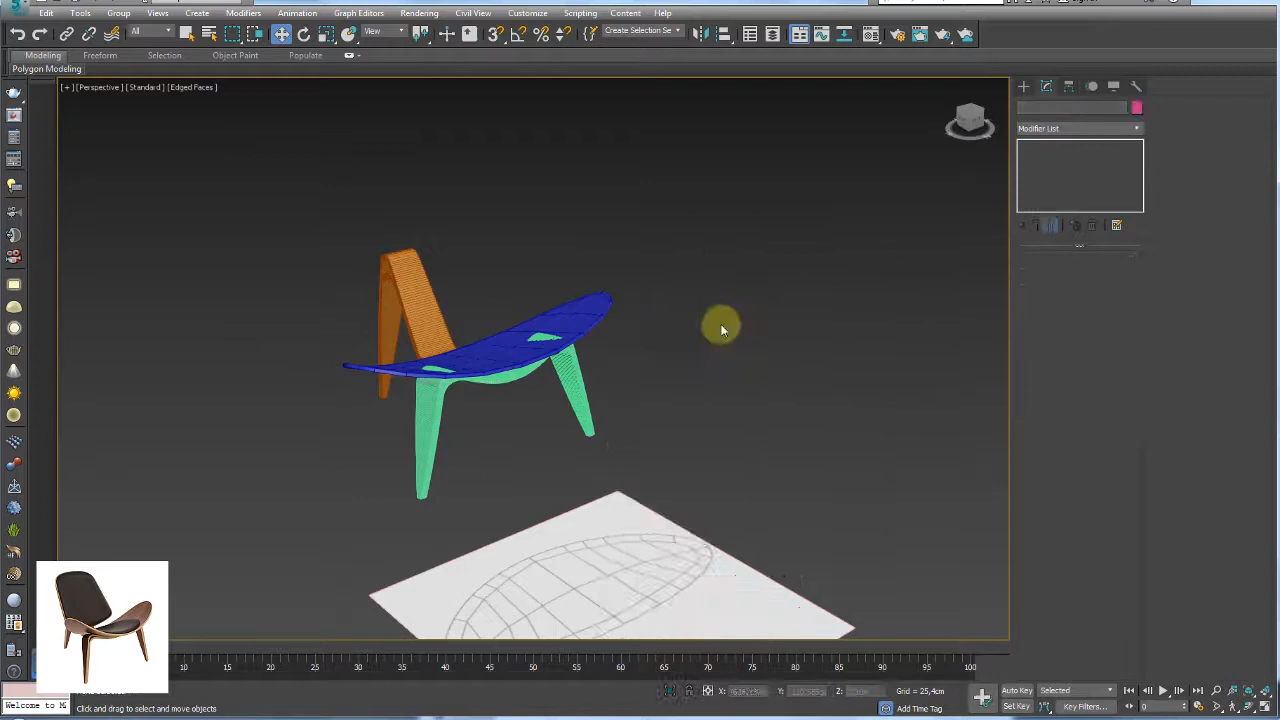 Edit Tools Group Views Create Modifiers Animation Graph Editors Rendering Civil View Customize Scripting Content Help
All View Create Selection Se
Modeling Freeform Selection Object Paint Populate
Polygon Modeling
[+] [Perspective] [Standard] [Edged Faces]
Modifier List
10 15 20 25 30 35 40 45 50 55 60 65 70 75 80 85 90 95 100
X: Y: Z: Grid = 25,4cm Auto Key Selected
Welcome to M Click and drag to select and move objects Add Time Tag Set Key Key Filters... 0